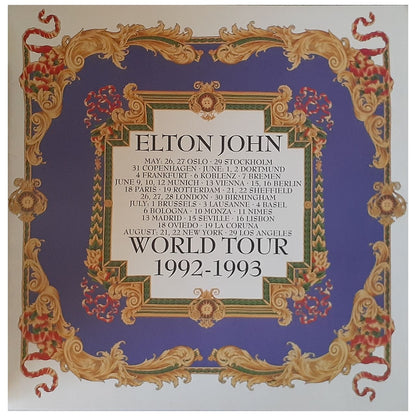 ELTON JOHN
MAY: 26, 27 OSLO · 29 STOCKHOLM
31 COPENHAGEN · JUNE: 1, 2 DORTMUND
4 FRANKFURT · 6 KOBLENZ · 7 BREMEN
JUNE 9, 10, 12 MUNICH · 13 VIENNA · 15, 16 BERLIN
18 PARIS · 19 ROTTERDAM · 21, 22 SHEFFIELD
26, 27, 28 LONDON · 30 BIRMINGHAM
JULY: 1 BRUSSELS · 3 LAUSANNE · 4 BASEL
6 HOLOGNA · 10 MONZA · 11 NIMES
13 MADRID · 15 SEVILLE · 16 LISBON
18 OVIEDO · 19 LA CORUNA
AUGUST: 21, 22 NEW YORK · 29 LOS ANGELES
WORLD TOUR
1992-1993